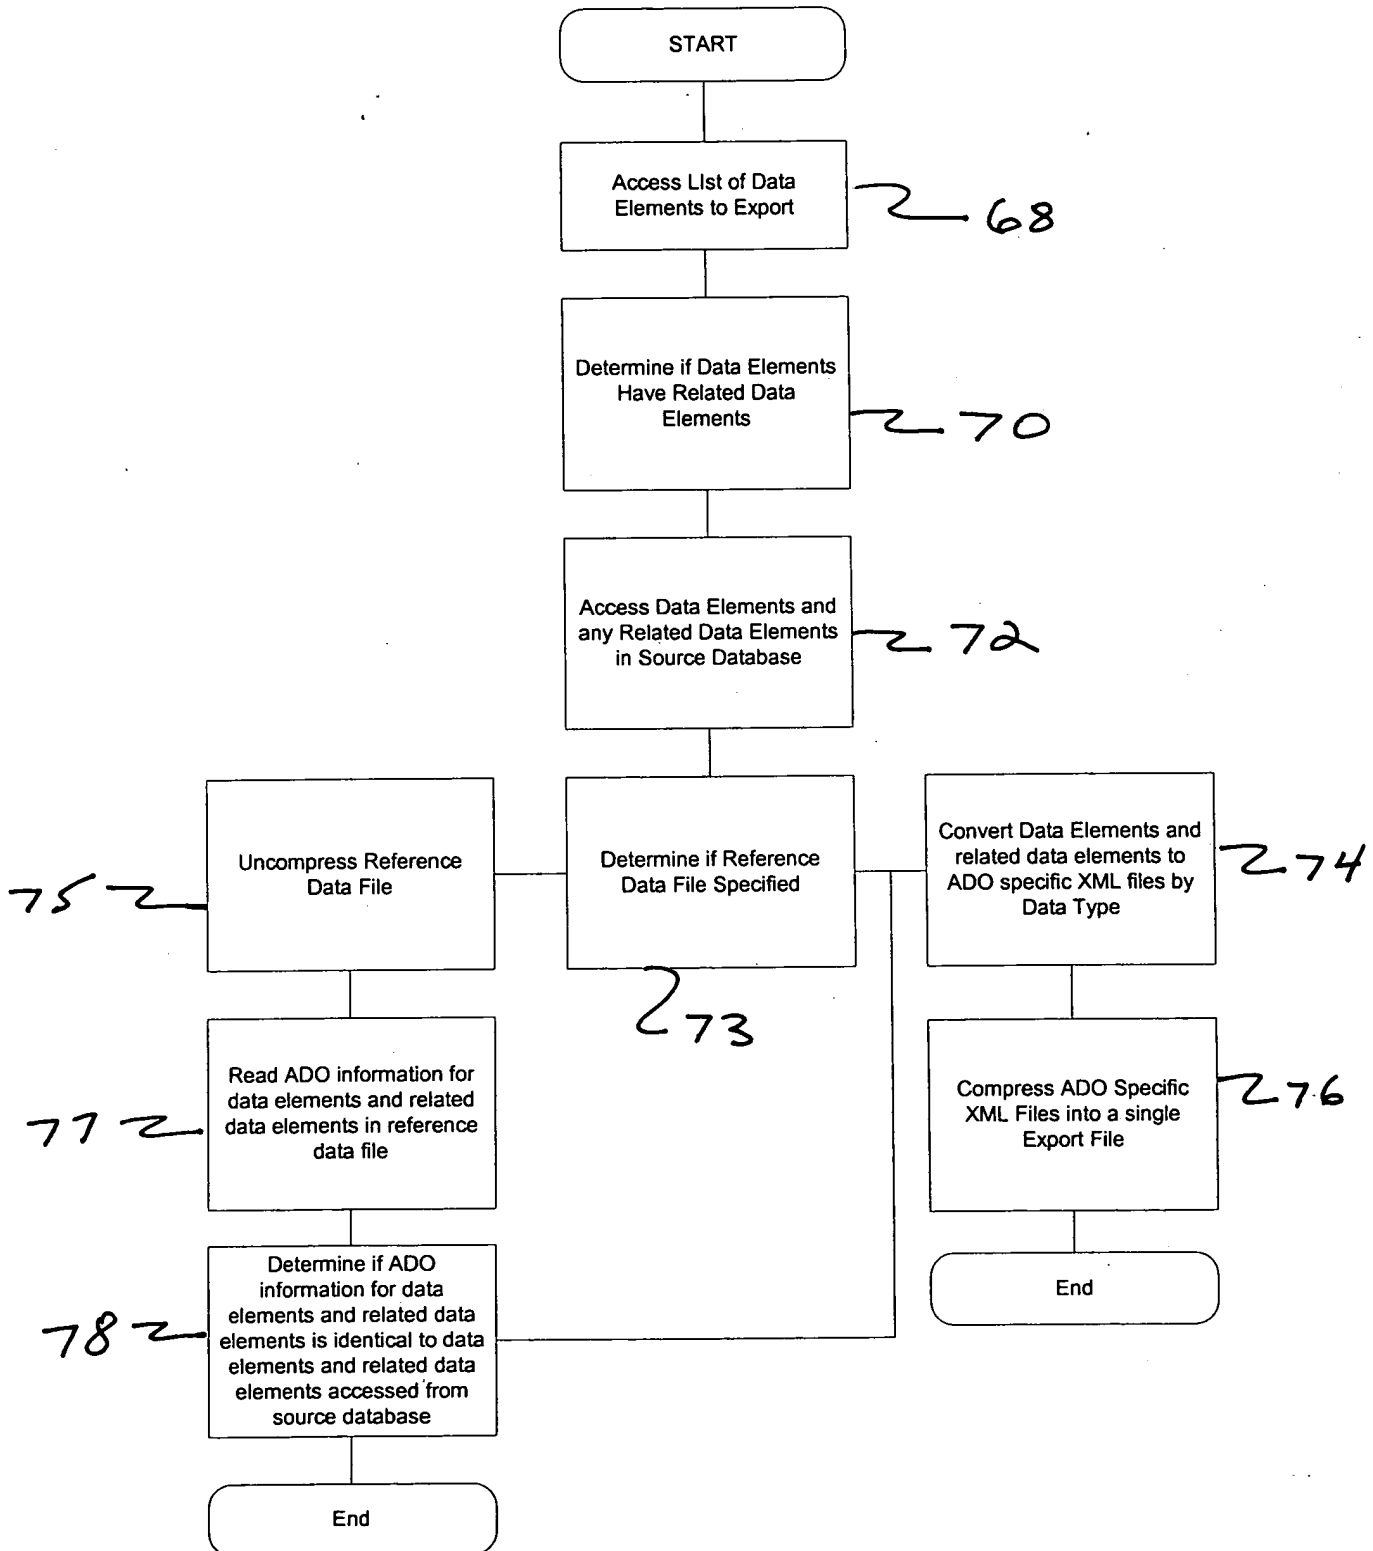 START
Access LIst of Data
Elements to Export
68
Determine if Data Elements
Have Related Data
Elements
70
Access Data Elements and
any Related Data Elements
in Source Database
72
Uncompress Reference
Data File
75
Determine if Reference
Data File Specified
73
Convert Data Elements and
related data elements to
ADO specific XML files by
Data Type
74
Read ADO information for
data elements and related
data elements in reference
data file
77
Compress ADO Specific
XML Files into a single
Export File
76
Determine if ADO
information for data
elements and related data
elements is identical to data
elements and related data
elements accessed from
source database
78
End
End